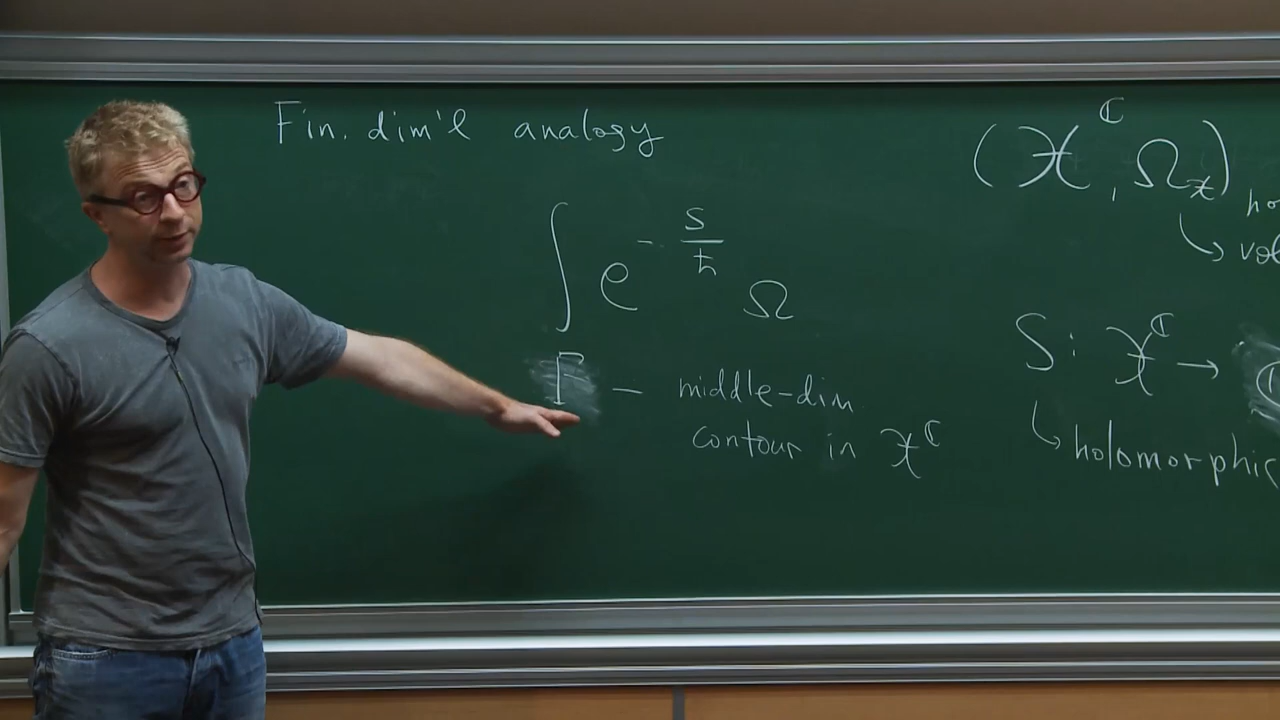 Fin. dim'l analogy
∫ e^{-S/ħ} Ω
Γ — middle-dim
contour in 𝒳^ℂ
(𝒳^ℂ, Ω_𝒳)
S: 𝒳^ℂ →
↳ holomorphic